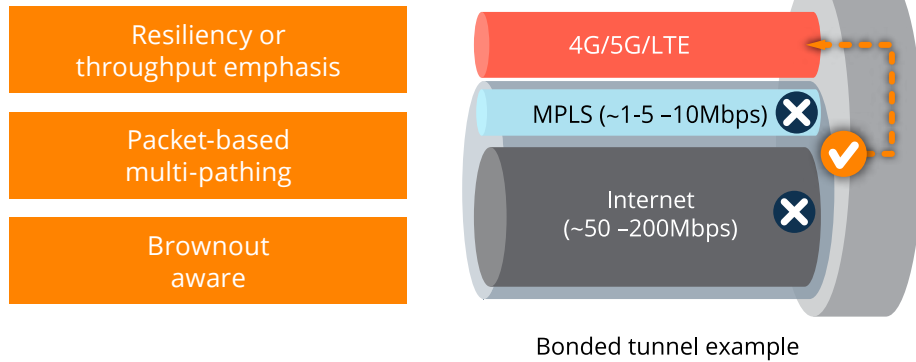 Resiliency or
throughput emphasis
Packet-based
multi-pathing
Brownout
aware
4G/5G/LTE
MPLS (~1-5 –10Mbps)
Internet
(~50 –200Mbps)
Bonded tunnel example